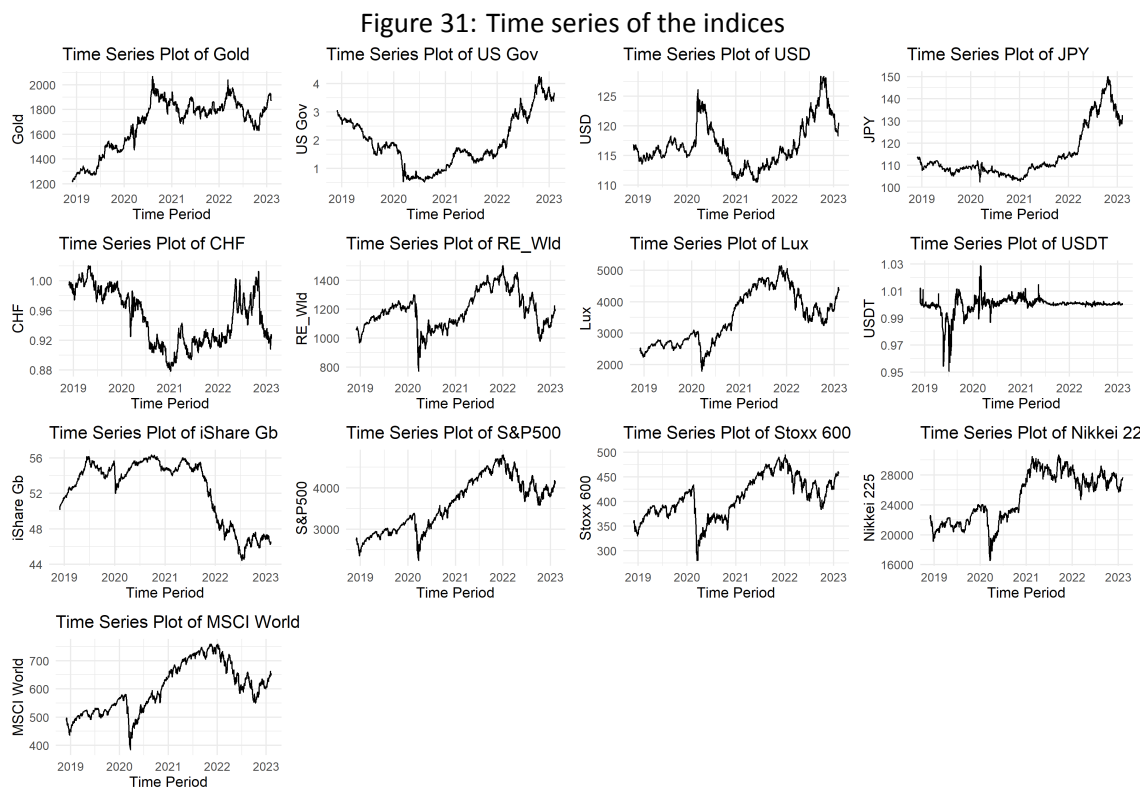 Figure 31: Time series of the indices
Time Series Plot of Gold
Gold
2000
1800
1600
1400
1200
2019 2020 2021 2022 2023
Time Period
Time Series Plot of US Gov
US Gov
4
3
2
1
2019 2020 2021 2022 2023
Time Period
Time Series Plot of USD
USD
125
120
115
110
2019 2020 2021 2022 2023
Time Period
Time Series Plot of JPY
JPY
150
140
130
120
110
100
2019 2020 2021 2022 2023
Time Period
Time Series Plot of CHF
CHF
1.00
0.96
0.92
0.88
2019 2020 2021 2022 2023
Time Period
Time Series Plot of RE_Wld
RE_Wld
1400
1200
1000
800
2019 2020 2021 2022 2023
Time Period
Time Series Plot of Lux
Lux
5000
4000
3000
2000
2019 2020 2021 2022 2023
Time Period
Time Series Plot of USDT
USDT
1.03
1.01
0.99
0.97
0.95
2019 2020 2021 2022 2023
Time Period
Time Series Plot of iShare Gb
iShare Gb
56
52
48
44
2019 2020 2021 2022 2023
Time Period
Time Series Plot of S&P500
S&P500
4000
3000
2019 2020 2021 2022 2023
Time Period
Time Series Plot of Stoxx 600
Stoxx 600
500
450
400
350
300
2019 2020 2021 2022 2023
Time Period
Time Series Plot of Nikkei 22
Nikkei 225
28000
24000
20000
16000
2019 2020 2021 2022 2023
Time Period
Time Series Plot of MSCI World
MSCI World
700
600
500
400
2019 2020 2021 2022 2023
Time Period